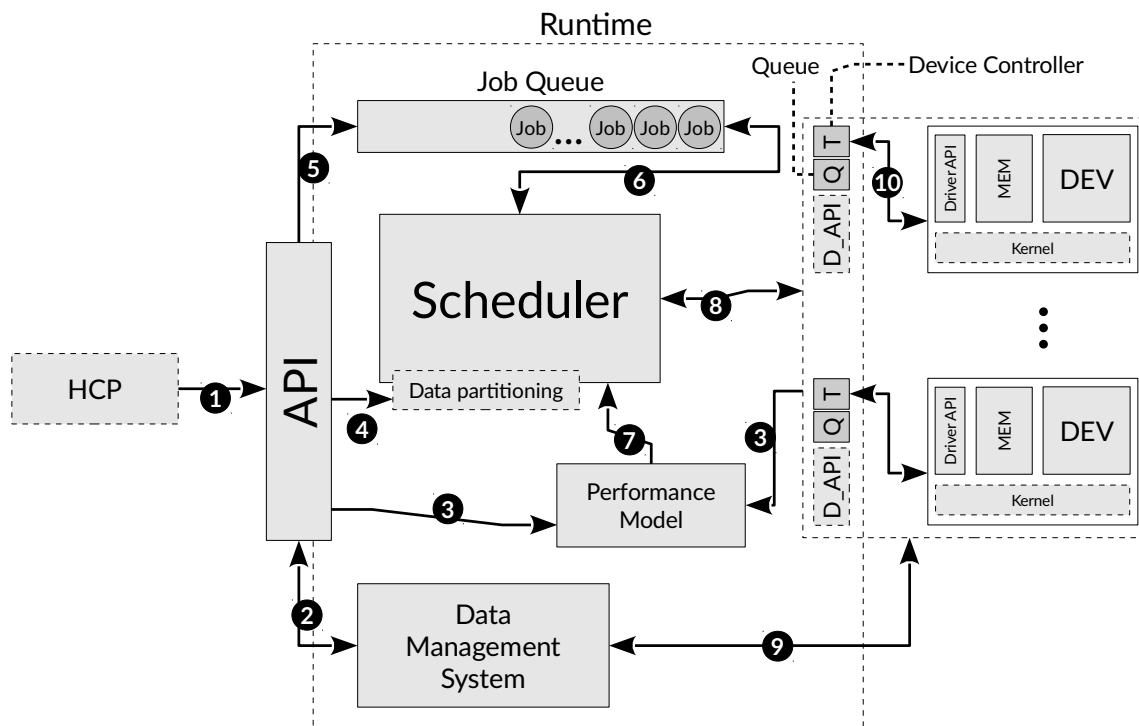 Runtime
Job Queue
Queue
Device Controller
Job
...
Job
Job
Job
5
6
T
Q
D_API
10
Driver API
MEM
DEV
Kernel
Scheduler
8
HCP
1
API
Data partitioning
4
7
3
T
Q
D_API
Driver API
MEM
DEV
Kernel
3
Performance
Model
2
Data
Management
System
9